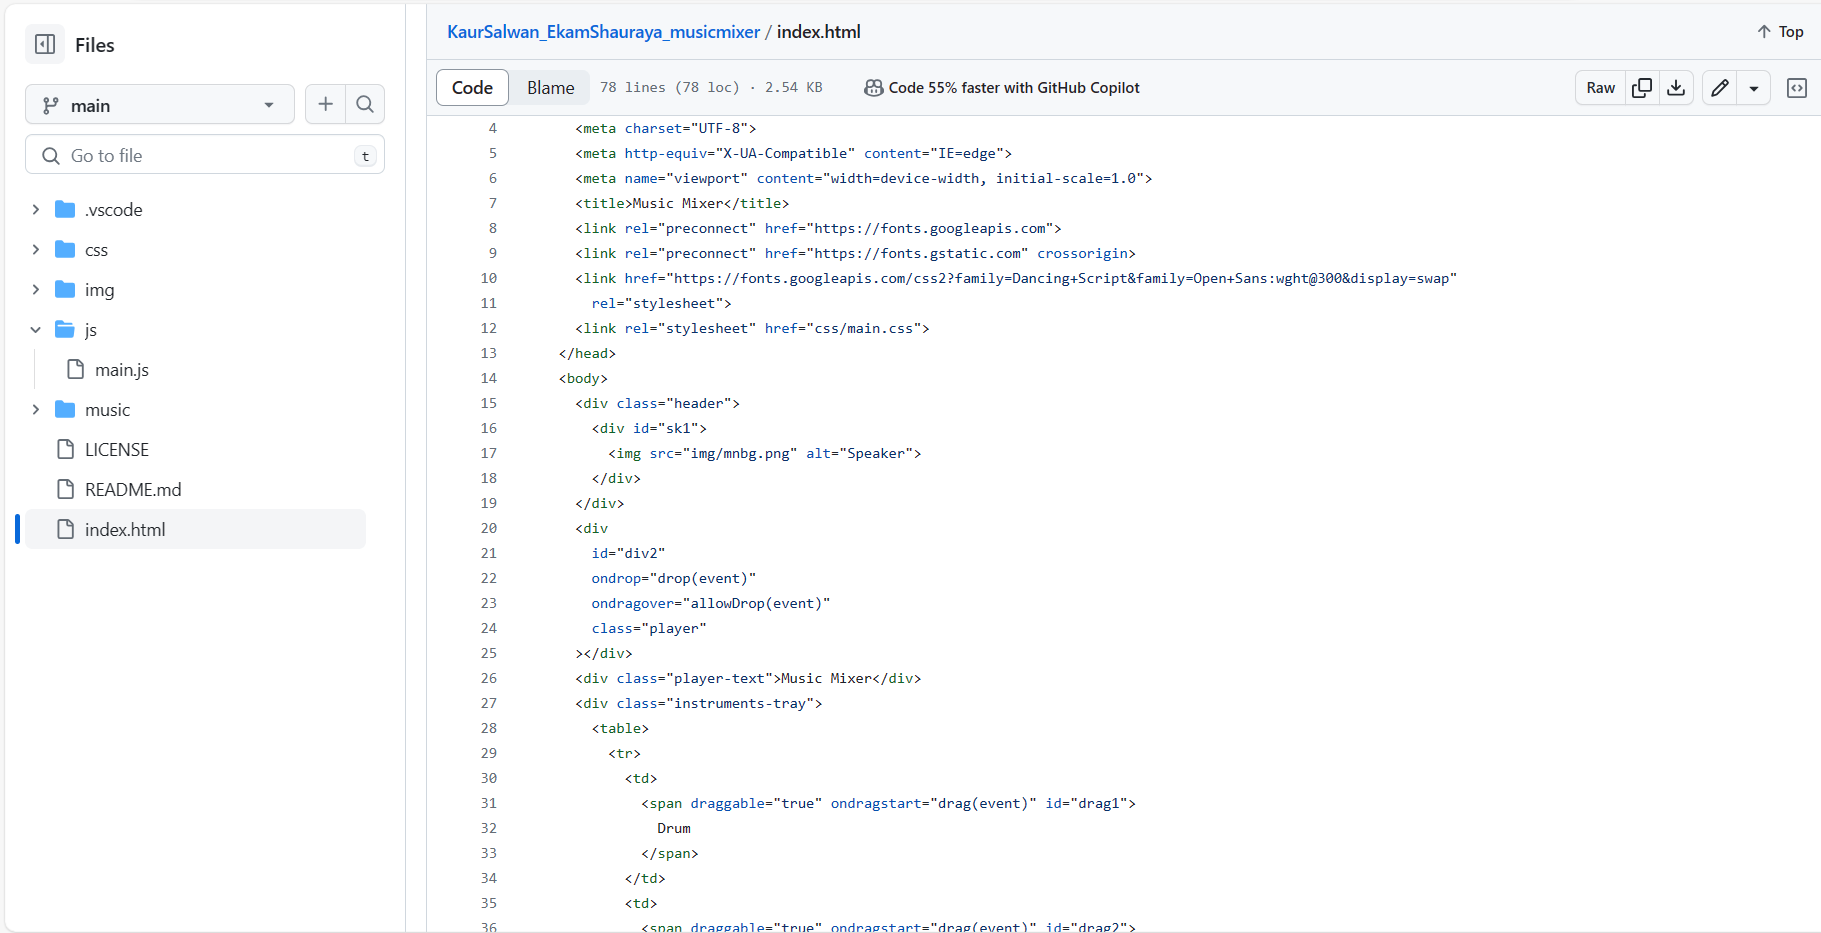 Files
main
Go to file
t
.vscode
css
img
js
main.js
music
LICENSE
README.md
index.html
KaurSalwan_EkamShauraya_musicmixer / index.html
Top
Code
Blame
78 lines (78 loc) · 2.54 KB
Code 55% faster with GitHub Copilot
Raw
4 <meta charset="UTF-8">
5 <meta http-equiv="X-UA-Compatible" content="IE=edge">
6 <meta name="viewport" content="width=device-width, initial-scale=1.0">
7 <title>Music Mixer</title>
8 <link rel="preconnect" href="https://fonts.googleapis.com">
9 <link rel="preconnect" href="https://fonts.gstatic.com" crossorigin>
10 <link href="https://fonts.googleapis.com/css2?family=Dancing+Script&family=Open+Sans:wght@300&display=swap"
11 rel="stylesheet">
12 <link rel="stylesheet" href="css/main.css">
13 </head>
14 <body>
15 <div class="header">
16 <div id="sk1">
17 <img src="img/mnbg.png" alt="Speaker">
18 </div>
19 </div>
20 <div
21 id="div2"
22 ondrop="drop(event)"
23 ondragover="allowDrop(event)"
24 class="player"
25 ></div>
26 <div class="player-text">Music Mixer</div>
27 <div class="instruments-tray">
28 <table>
29 <tr>
30 <td>
31 <span draggable="true" ondragstart="drag(event)" id="drag1">
32 Drum
33 </span>
34 </td>
35 <td>
36 <span draggable="true" ondragstart="drag(event)" id="drag2">